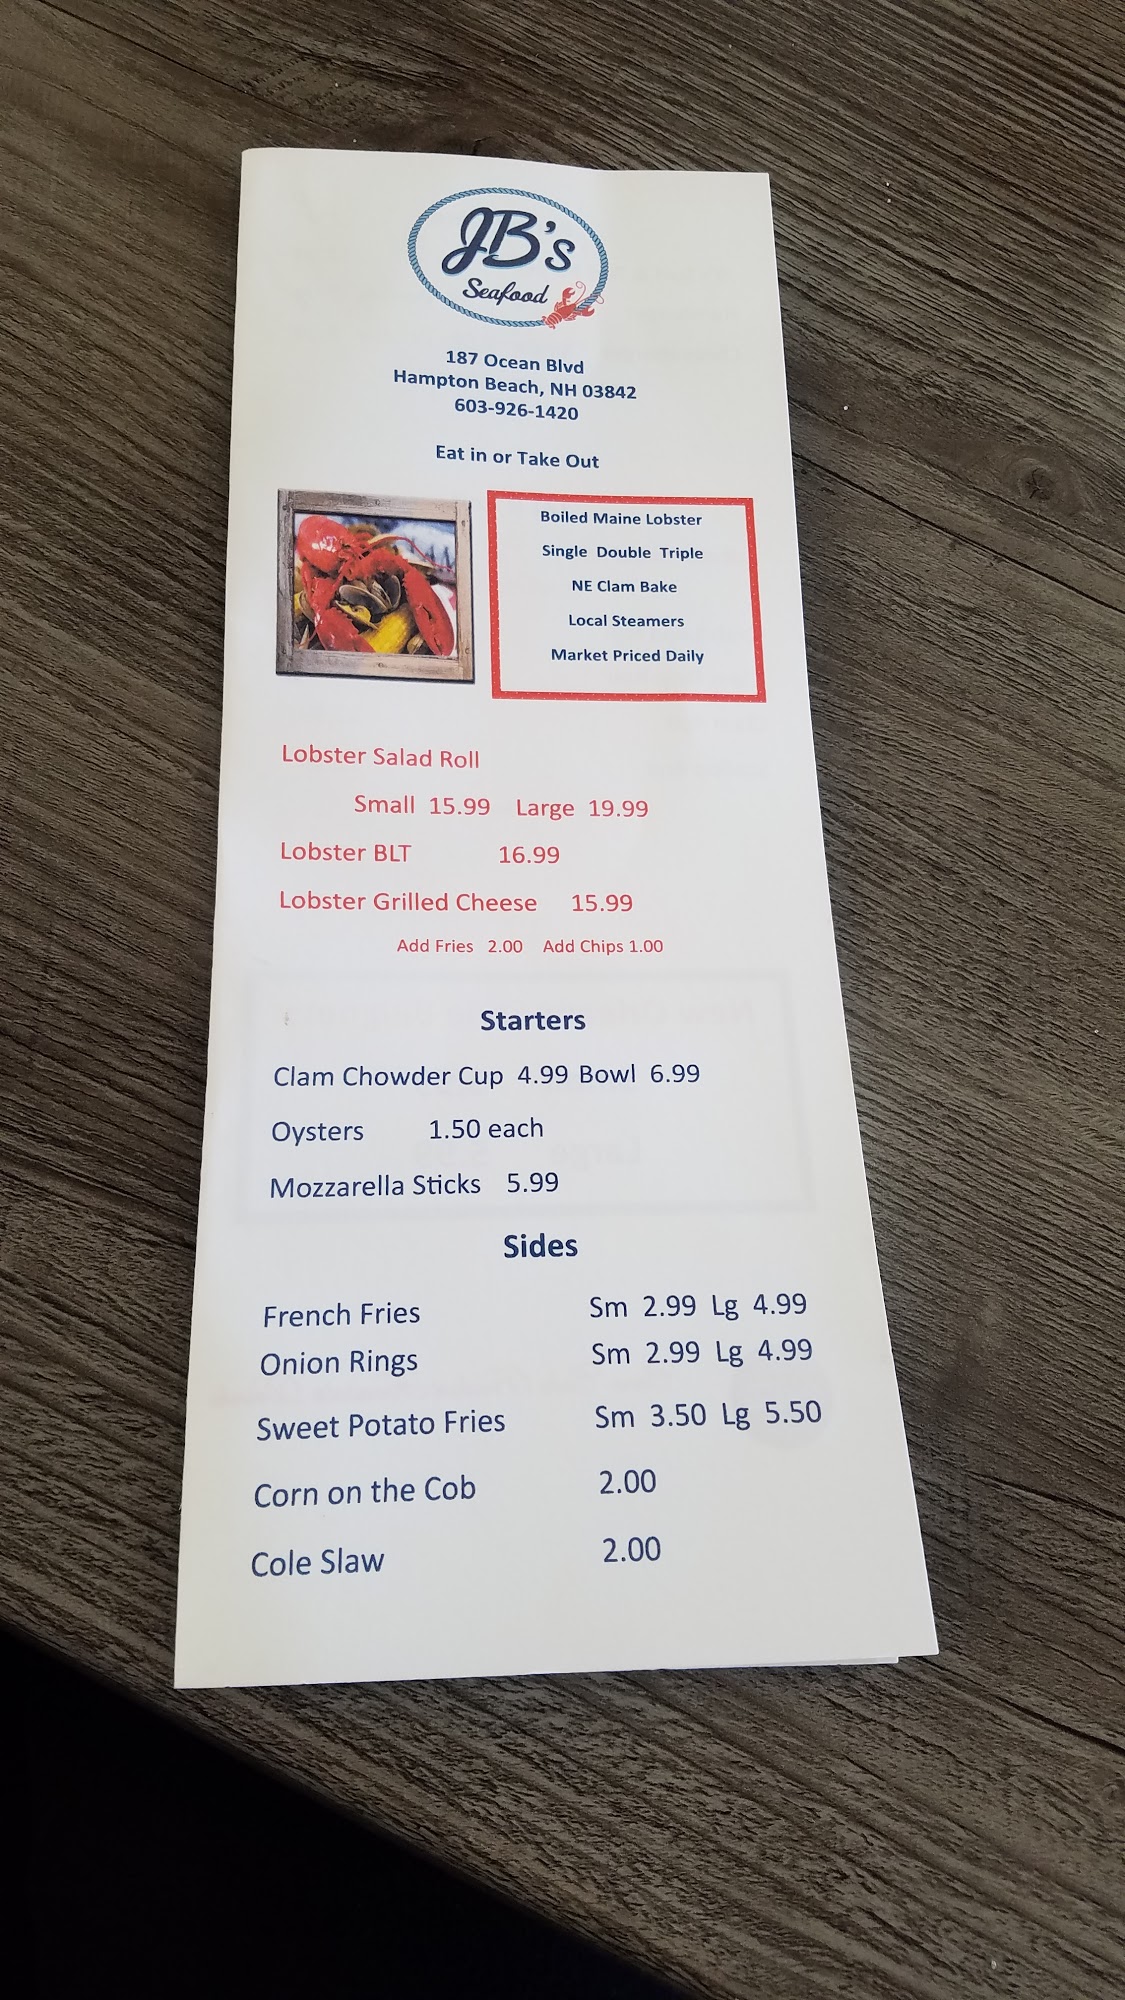 JB's
Seafood
187 Ocean Blvd
Hampton Beach, NH 03842
603-926-1420
Eat in or Take Out
Boiled Maine Lobster
Single Double Triple
NE Clam Bake
Local Steamers
Market Priced Daily
Lobster Salad Roll
Small 15.99 Large 19.99
Lobster BLT 16.99
Lobster Grilled Cheese 15.99
Add Fries 2.00 Add Chips 1.00
Starters
Clam Chowder Cup 4.99 Bowl 6.99
Oysters 1.50 each
Mozzarella Sticks 5.99
Sides
French Fries Sm 2.99 Lg 4.99
Onion Rings Sm 2.99 Lg 4.99
Sweet Potato Fries Sm 3.50 Lg 5.50
Corn on the Cob 2.00
Cole Slaw 2.00